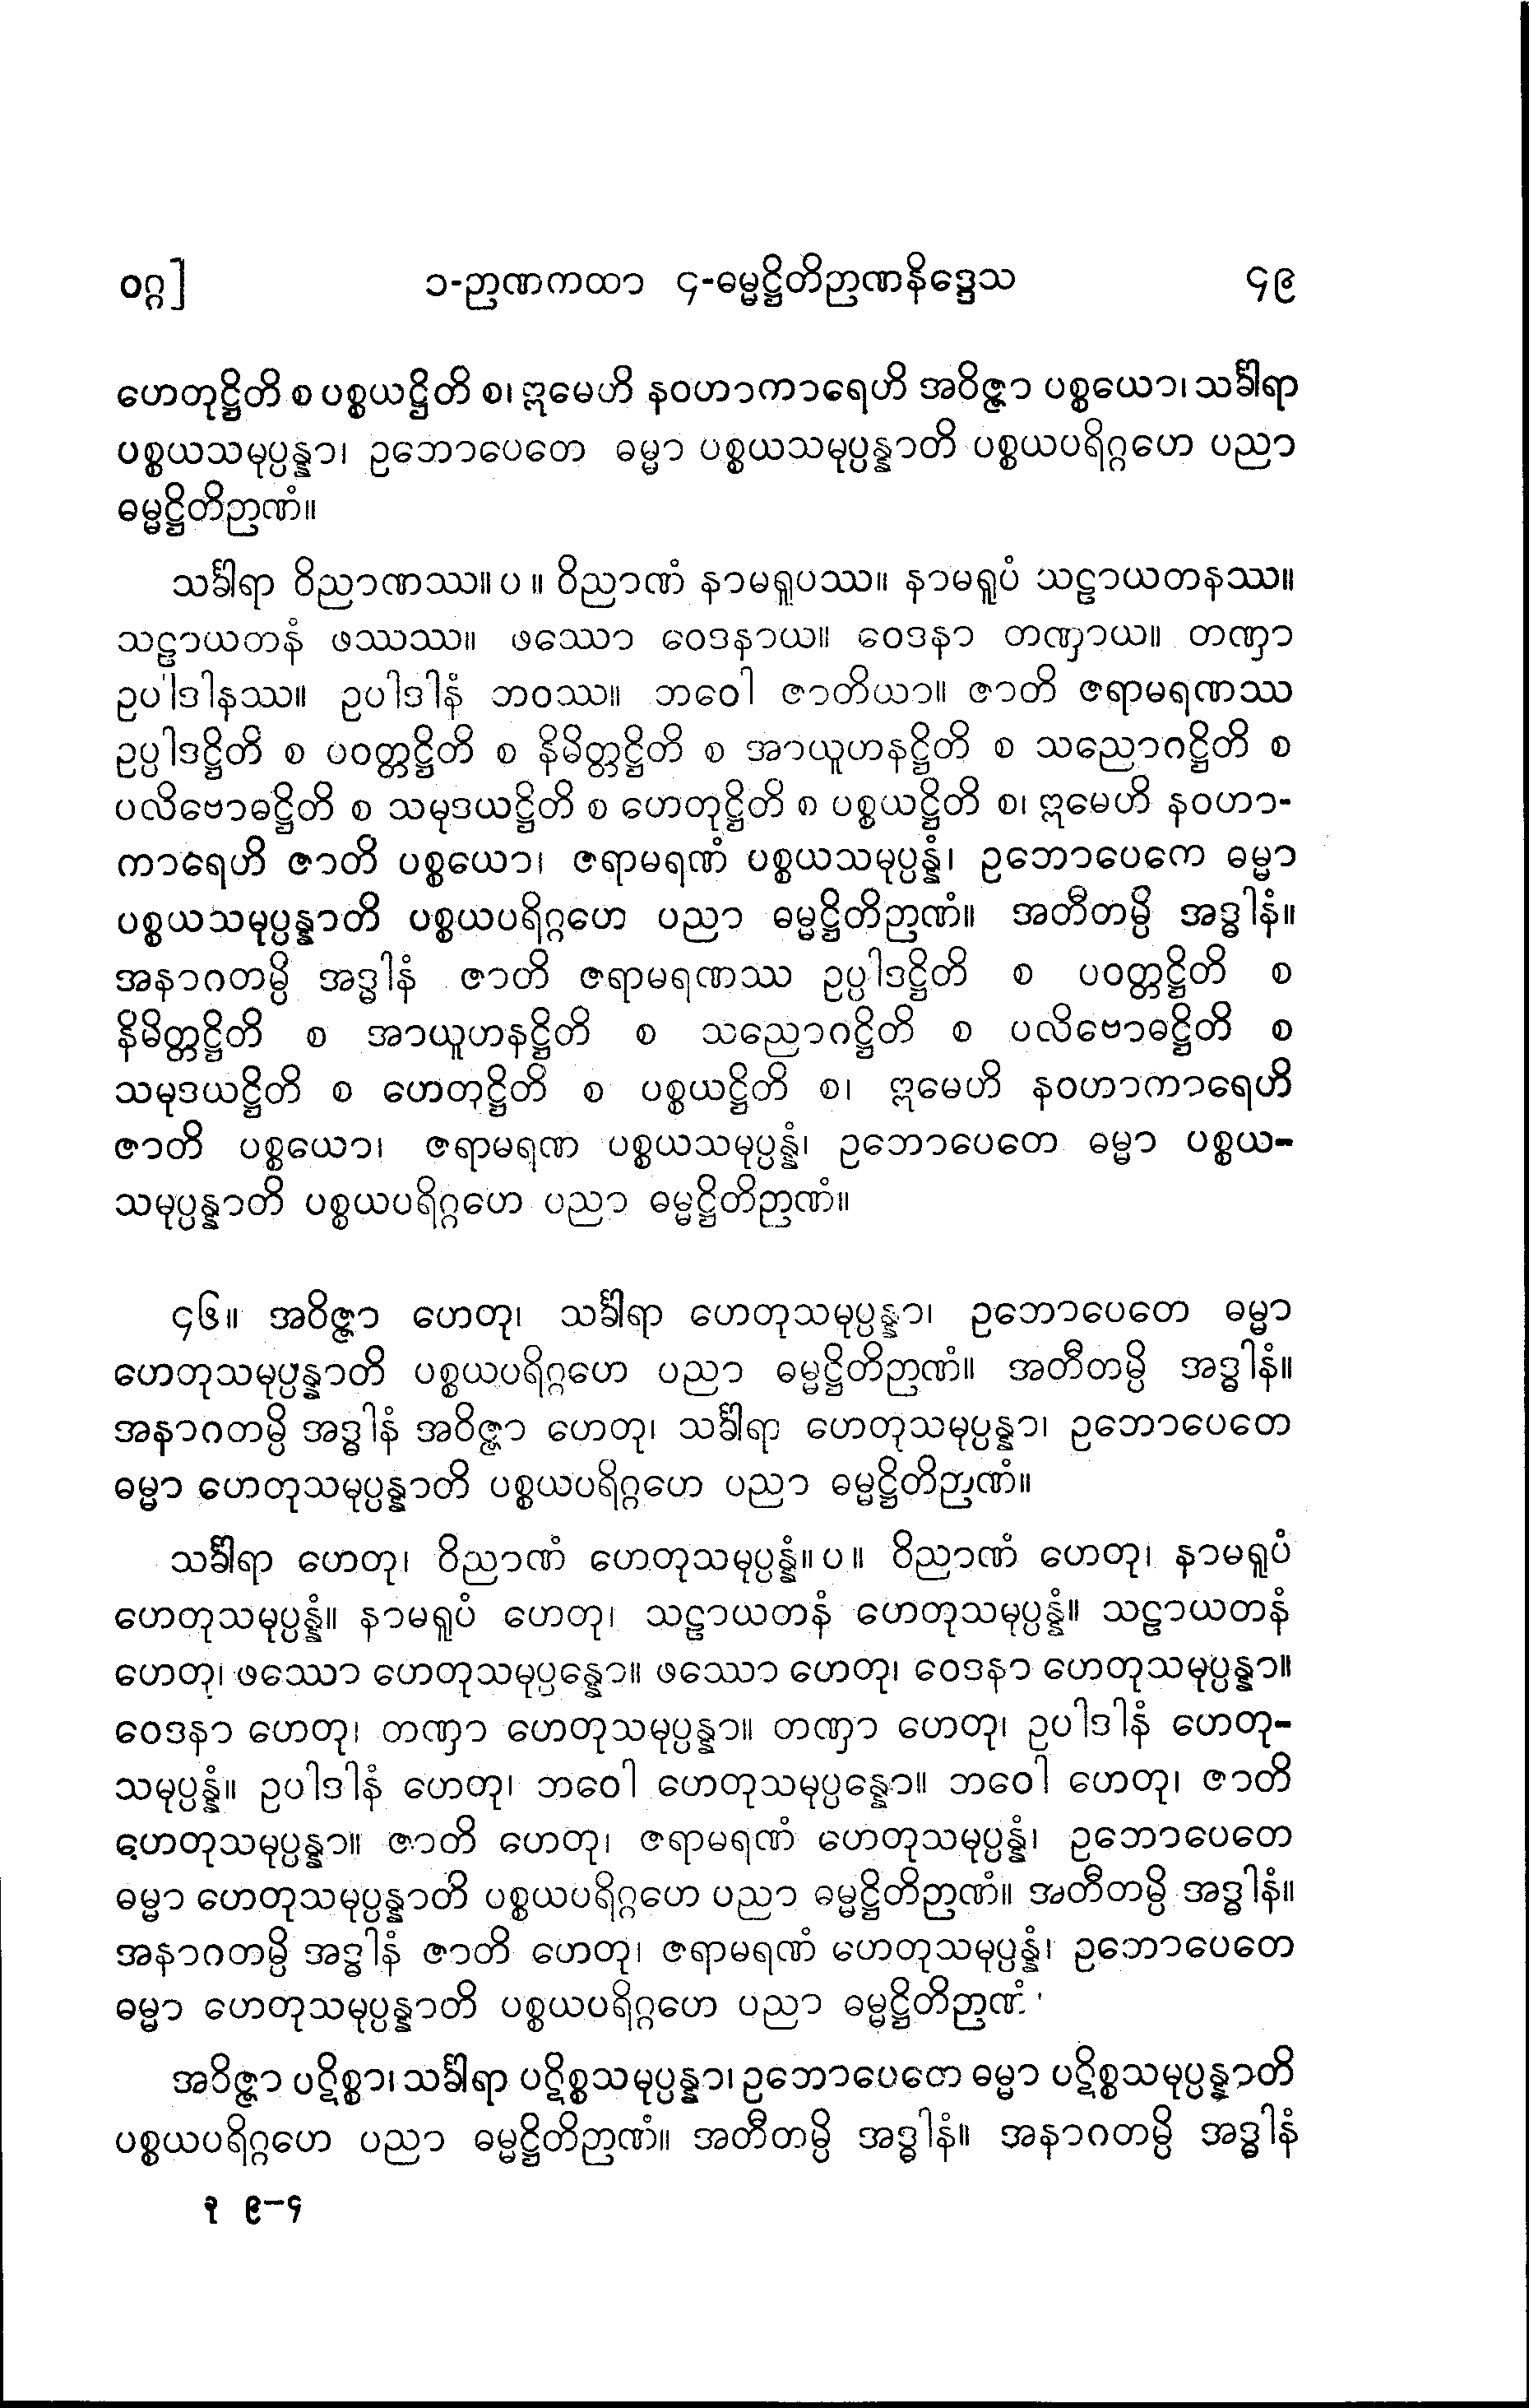 ဝဂ္ဂ] ၁-ဉာဏကထာ ၄-ဓမ္မဋ္ဌိတိဉာဏနိဒ္ဒေသ ၄၉
ဟေတုဋ္ဌိတိ စ ပစ္စယဋ္ဌိတိ စ၊ ဣမေဟိ နဝဟာကာရေဟိ အဝိဇ္ဇာ ပစ္စယော၊ သင်္ခါရာ
ပစ္စယသမုပ္ပန္နာ၊ ဥဘောပေတေ ဓမ္မာ ပစ္စယသမုပ္ပန္နာတိ ပစ္စယပရိဂ္ဂဟေ ပညာ
ဓမ္မဋ္ဌိတိဉာဏံ။
သင်္ခါရာ ဝိညာဏဿ။ပ။ ဝိညာဏံ နာမရူပဿ။ နာမရူပံ သဠာယတနဿ။
သဠာယတနံ ဖဿဿ။ ဖဿော ဝေဒနာယ။ ဝေဒနာ တဏှာယ။ တဏှာ
ဥပါဒါနဿ။ ဥပါဒါနံ ဘဝဿ။ ဘဝေါ ဇာတိယာ။ ဇာတိ ဇရာမရဏဿ
ဥပ္ပါဒဋ္ဌိတိ စ ပဝတ္တဋ္ဌိတိ စ နိမိတ္တဋ္ဌိတိ စ အာယူဟနဋ္ဌိတိ စ သညောဂဋ္ဌိတိ စ
ပလိဗောဓဋ္ဌိတိ စ သမုဒယဋ္ဌိတိ စ ဟေတုဋ္ဌိတိ စ ပစ္စယဋ္ဌိတိ စ၊ ဣမေဟိ နဝဟာ-
ကာရေဟိ ဇာတိ ပစ္စယော၊ ဇရာမရဏံ ပစ္စယသမုပ္ပန္နံ၊ ဥဘောပေကေ ဓမ္မာ
ပစ္စယသမုပ္ပန္နာတိ ပစ္စယပရိဂ္ဂဟေ ပညာ ဓမ္မဋ္ဌိတိဉာဏံ။ အတီတမ္ပိ အဒ္ဓါနံ။
အနာဂတမ္ပိ အဒ္ဓါနံ ဇာတိ ဇရာမရဏဿ ဥပ္ပါဒဋ္ဌိတိ စ ပဝတ္တဋ္ဌိတိ စ
နိမိတ္တဋ္ဌိတိ စ အာယူဟနဋ္ဌိတိ စ သညောဂဋ္ဌိတိ စ ပလိဗောဓဋ္ဌိတိ စ
သမုဒယဋ္ဌိတိ စ ဟေတုဋ္ဌိတိ စ ပစ္စယဋ္ဌိတိ စ၊ ဣမေဟိ နဝဟာကာရေဟိ
ဇာတိ ပစ္စယော၊ ဇရာမရဏ ပစ္စယသမုပ္ပန္နံ၊ ဥဘောပေတေ ဓမ္မာ ပစ္စယ-
သမုပ္ပန္နာတိ ပစ္စယပရိဂ္ဂဟေ ပညာ ဓမ္မဋ္ဌိတိဉာဏံ။
၄၆။ အဝိဇ္ဇာ ဟေတု၊ သင်္ခါရာ ဟေတုသမုပ္ပန္နာ၊ ဥဘောပေတေ ဓမ္မာ
ဟေတုသမုပ္ပန္နာတိ ပစ္စယပရိဂ္ဂဟေ ပညာ ဓမ္မဋ္ဌိတိဉာဏံ။ အတီတမ္ပိ အဒ္ဓါနံ။
အနာဂတမ္ပိ အဒ္ဓါနံ အဝိဇ္ဇာ ဟေတု၊ သင်္ခါရာ ဟေတုသမုပ္ပန္နာ၊ ဥဘောပေတေ
ဓမ္မာ ဟေတုသမုပ္ပန္နာတိ ပစ္စယပရိဂ္ဂဟေ ပညာ ဓမ္မဋ္ဌိတိဉာဏံ။
သင်္ခါရာ ဟေတု၊ ဝိညာဏံ ဟေတုသမုပ္ပန္နံ။ပ။ ဝိညာဏံ ဟေတု၊ နာမရူပံ
ဟေတုသမုပ္ပန္နံ။ နာမရူပံ ဟေတု၊ သဠာယတနံ ဟေတုသမုပ္ပန္နံ။ သဠာယတနံ
ဟေတု၊ ဖဿော ဟေတုသမုပ္ပန္နော။ ဖဿော ဟေတု၊ ဝေဒနာ ဟေတုသမုပ္ပန္နာ။
ဝေဒနာ ဟေတု၊ တဏှာ ဟေတုသမုပ္ပန္နာ။ တဏှာ ဟေတု၊ ဥပါဒါနံ ဟေတု-
သမုပ္ပန္နံ။ ဥပါဒါနံ ဟေတု၊ ဘဝေါ ဟေတုသမုပ္ပန္နော။ ဘဝေါ ဟေတု၊ ဇာတိ
ဟေတုသမုပ္ပန္နာ။ ဇာတိ ဟေတု၊ ဇရာမရဏံ ဟေတုသမုပ္ပန္နံ၊ ဥဘောပေတေ
ဓမ္မာ ဟေတုသမုပ္ပန္နာတိ ပစ္စယပရိဂ္ဂဟေ ပညာ ဓမ္မဋ္ဌိတိဉာဏံ။ အတီတမ္ပိ အဒ္ဓါနံ။
အနာဂတမ္ပိ အဒ္ဓါနံ ဇာတိ ဟေတု၊ ဇရာမရဏံ ဟေတုသမုပ္ပန္နံ၊ ဥဘောပေတေ
ဓမ္မာ ဟေတုသမုပ္ပန္နာတိ ပစ္စယပရိဂ္ဂဟေ ပညာ ဓမ္မဋ္ဌိတိဉာဏံ
အဝိဇ္ဇာ ပဋိစ္စာ၊ သင်္ခါရာ ပဋိစ္စသမုပ္ပန္နာ၊ ဥဘောပေတေ ဓမ္မာ ပဋိစ္စသမုပ္ပန္နာတိ
ပစ္စယပရိဂ္ဂဟေ ပညာ ဓမ္မဋ္ဌိတိဉာဏံ။ အတီတမ္ပိ အဒ္ဓါနံ။ အနာဂတမ္ပိ အဒ္ဓါနံ
ခု ၉-၄